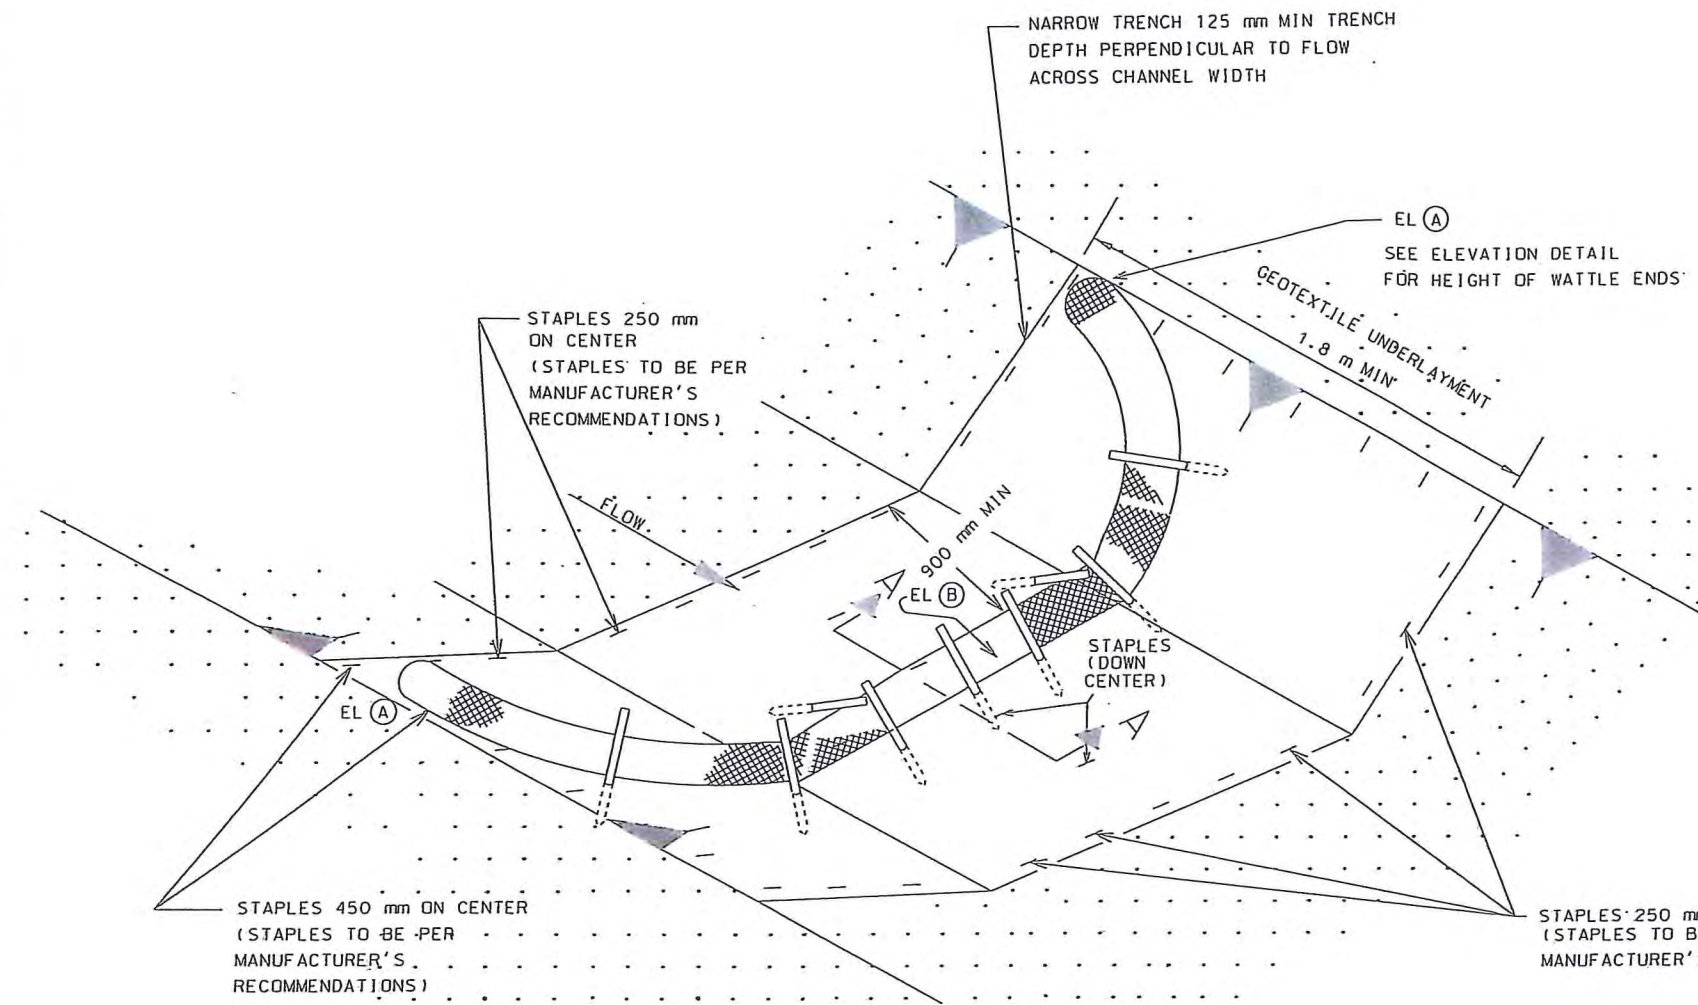 NARROW TRENCH 125 mm MIN TRENCH
DEPTH PERPENDICULAR TO FLOW
ACROSS CHANNEL WIDTH
EL A
SEE ELEVATION DETAIL
FOR HEIGHT OF WATTLE ENDS
GEOTEXTILE UNDERLAYMENT
1.8 m MIN
STAPLES 250 mm
ON CENTER
(STAPLES TO BE PER
MANUFACTURER'S
RECOMMENDATIONS)
FLOW
900 mm MIN
A
EL B
STAPLES
(DOWN
CENTER)
A
EL A
STAPLES 450 mm ON CENTER
(STAPLES TO BE PER
MANUFACTURER'S
RECOMMENDATIONS)
STAPLES 250
(STAPLES TO
MANUFACTURER'